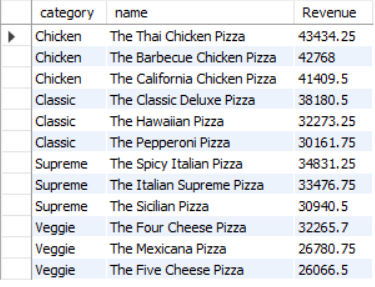 category name Revenue
Chicken The Thai Chicken Pizza 43434.25
Chicken The Barbecue Chicken Pizza 42768
Chicken The California Chicken Pizza 41409.5
Classic The Classic Deluxe Pizza 38180.5
Classic The Hawaiian Pizza 32273.25
Classic The Pepperoni Pizza 30161.75
Supreme The Spicy Italian Pizza 34831.25
Supreme The Italian Supreme Pizza 33476.75
Supreme The Sicilian Pizza 30940.5
Veggie The Four Cheese Pizza 32265.7
Veggie The Mexicana Pizza 26780.75
Veggie The Five Cheese Pizza 26066.5